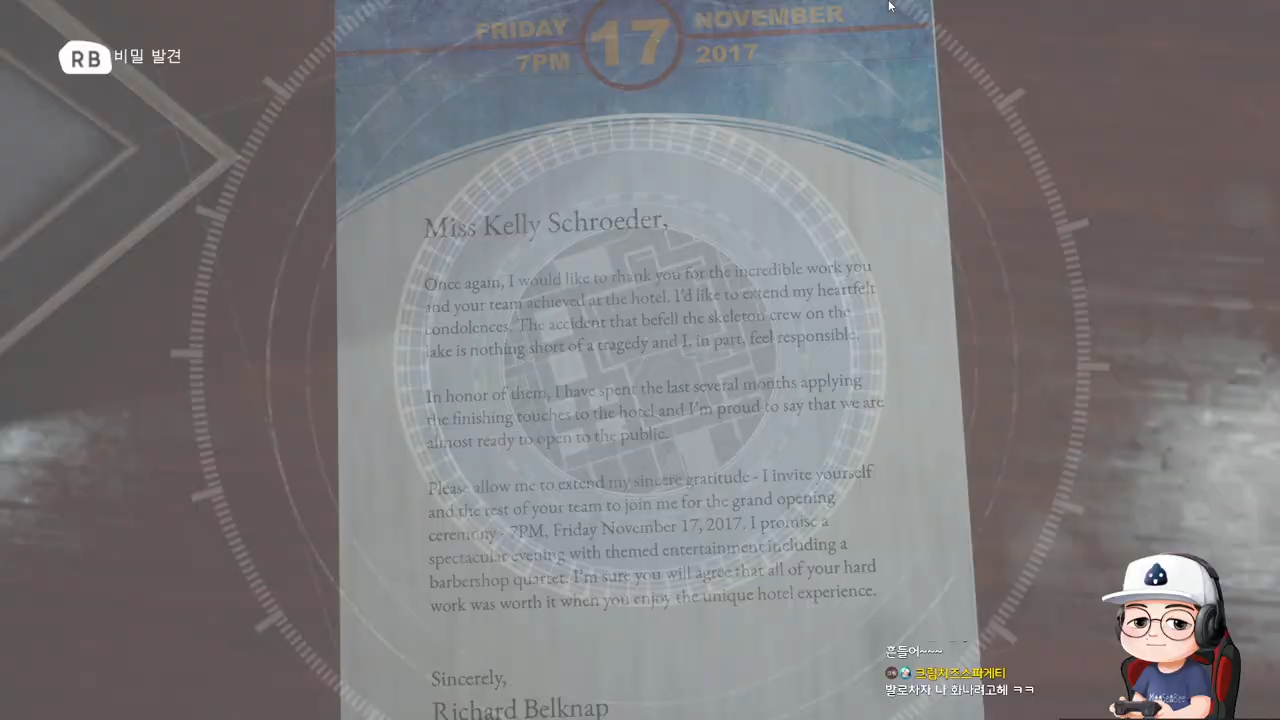 FRIDAY 17 NOVEMBER
7PM 2017
RB 비밀 발견
Miss Kelly Schroeder,
Once again, I would like to thank you for the incredible work you
and your team achieved at the hotel. I'd like to extend my heartfelt
condolences. The accident that befell the skeleton crew on the
lake is nothing short of a tragedy and I, in part, feel responsible.
In honor of them, I have spent the last several months applying
the finishing touches to the hotel and I'm proud to say that we are
almost ready to open to the public.
Please allow me to extend my sincere gratitude - I invite yourself
and the rest of your team to join me for the grand opening
ceremony - 7PM, Friday November 17, 2017. I promise a
spectacular evening with themed entertainment including a
barbershop quartet. I'm sure you will agree that all of your hard
work was worth it when you enjoy the unique hotel experience.
Sincerely,
Richard Belknap
흔들어~~~
크림치즈스파게티
발로차자 나 화나려고헤 ㅋㅋ